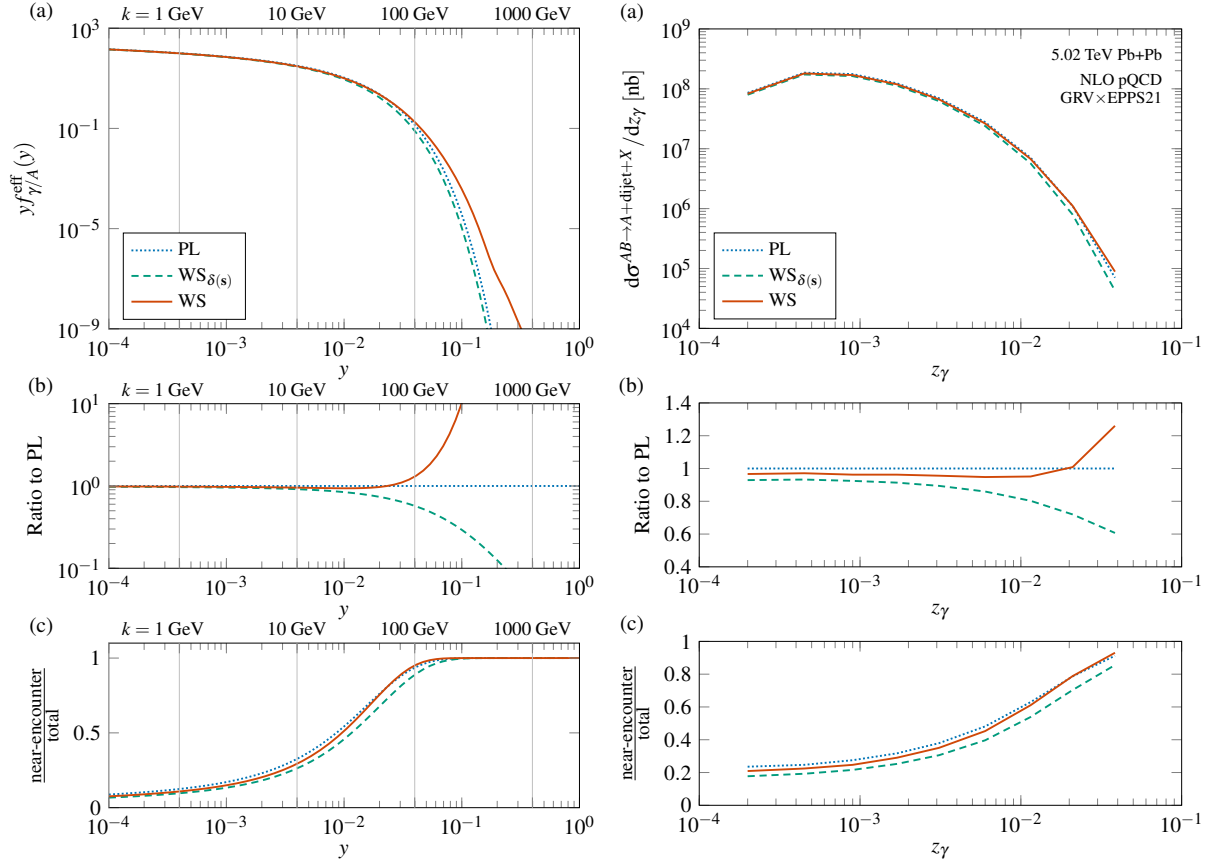 (a)
k = 1 GeV 10 GeV 100 GeV 1000 GeV
10^3
10^−1
10^−5
10^−9
y f^eff_γ/A (y)
PL
WS_δ(s)
WS
10^−4 10^−3 10^−2 10^−1 10^0
y
(b)
k = 1 GeV 10 GeV 100 GeV 1000 GeV
10^1
10^0
10^−1
Ratio to PL
10^−4 10^−3 10^−2 10^−1 10^0
y
(c)
k = 1 GeV 10 GeV 100 GeV 1000 GeV
1
0.5
0
near-encounter
total
10^−4 10^−3 10^−2 10^−1 10^0
y
(a)
10^9
10^8
10^7
10^6
10^5
10^4
dσ^AB→A+dijet+X/dz_γ [nb]
5.02 TeV Pb+Pb
NLO pQCD
GRV×EPPS21
PL
WS_δ(s)
WS
10^−4 10^−3 10^−2 10^−1
z_γ
(b)
1.4
1.2
1
0.8
0.6
0.4
Ratio to PL
10^−4 10^−3 10^−2 10^−1
z_γ
(c)
1
0.8
0.6
0.4
0.2
0
near-encounter
total
10^−4 10^−3 10^−2 10^−1
z_γ